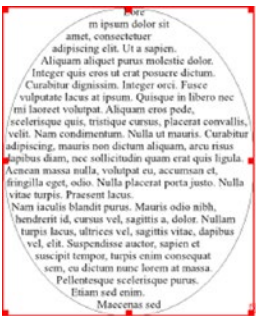 Lore
m ipsum dolor sit
amet, consectetuer
adipiscing elit. Ut a sapien.
Aliquam aliquet purus molestie dolor.
Integer quis eros ut erat posuere dictum.
Curabitur dignissim. Integer orci. Fusce
vulputate lacus at ipsum. Quisque in libero nec
mi laoreet volutpat. Aliquam eros pede,
scelerisque quis, tristique cursus, placerat convallis,
velit. Nam condimentum. Nulla ut mauris. Curabitur
adipiscing, mauris non dictum aliquam, arcu risus
dapibus diam, nec sollicitudin quam erat quis ligula.
Aenean massa nulla, volutpat eu, accumsan et,
fringilla eget, odio. Nulla placerat porta justo. Nulla
vitae turpis. Praesent lacus.
Nam iaculis blandit purus. Mauris odio nibh,
hendrerit id, cursus vel, sagittis a, dolor. Nullam
turpis lacus, ultrices vel, sagittis vitae, dapibus
vel, elit. Suspendisse auctor, sapien et
suscipit tempor, turpis enim consequat
sem, eu dictum nunc lorem at massa.
Pellentesque scelerisque purus.
Etiam sed enim.
Maecenas sed